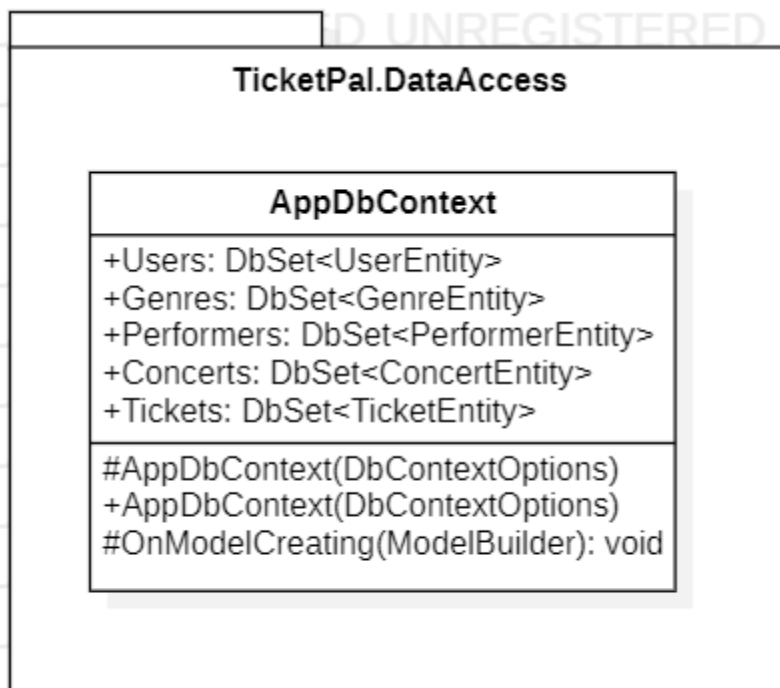 D UNREGISTERED
TicketPal.DataAccess
AppDbContext
+Users: DbSet<UserEntity>
+Genres: DbSet<GenreEntity>
+Performers: DbSet<PerformerEntity>
+Concerts: DbSet<ConcertEntity>
+Tickets: DbSet<TicketEntity>
#AppDbContext(DbContextOptions)
+AppDbContext(DbContextOptions)
#OnModelCreating(ModelBuilder): void